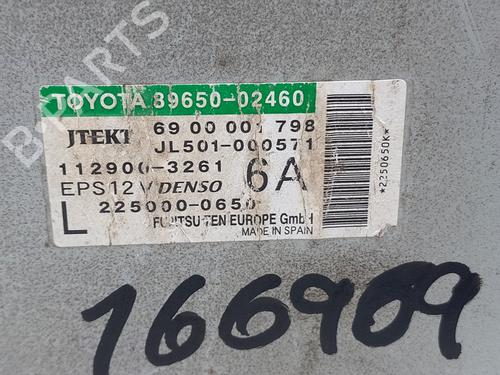 B-PARTS
TOYOTA 89650-02460
JTEKT 69 00 001 798
JL501-000571
112900-3261 6A
EPS12V DENSO
L 225000-0650
FUJITSU TEN EUROPE GmbH
MADE IN SPAIN
*2250650K*
166909